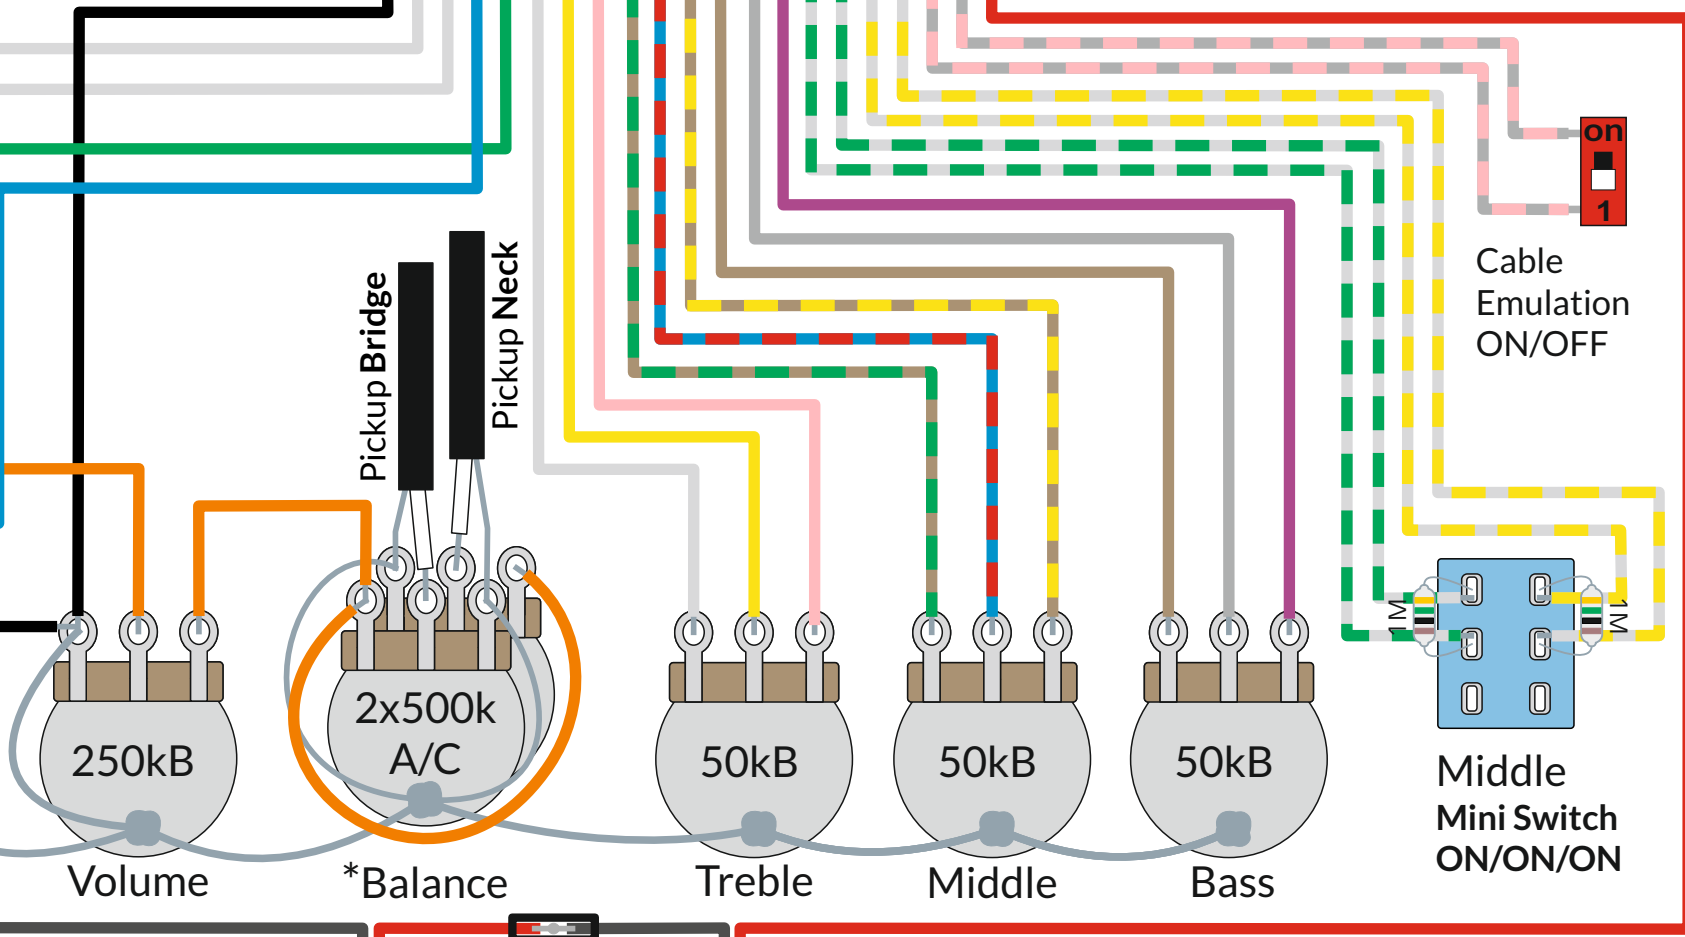 on
1
Cable
Emulation
ON/OFF
Pickup Bridge
Pickup Neck
1M
1M
250kB
2x500k
A/C
50kB
50kB
50kB
Volume
*Balance
Treble
Middle
Bass
Middle
Mini Switch
ON/ON/ON